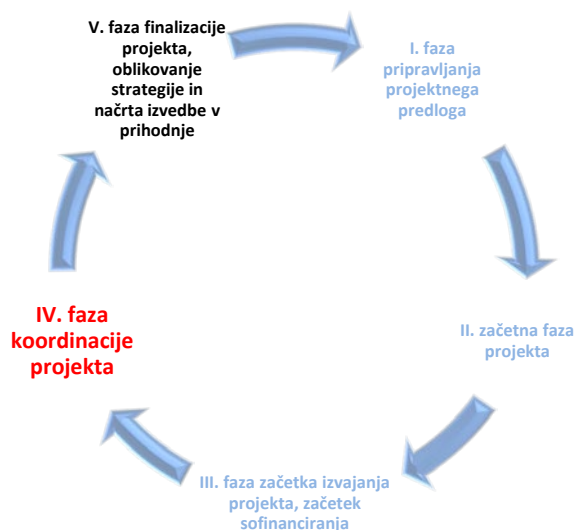 V. faza finalizacije
projekta,
oblikovanje
strategije in
načrta izvedbe v
prihodnje
I. faza
pripravljanja
projektnega
predloga
II. začetna faza
projekta
III. faza začetka izvajanja
projekta, začetek
sofinanciranja
IV. faza
koordinacije
projekta